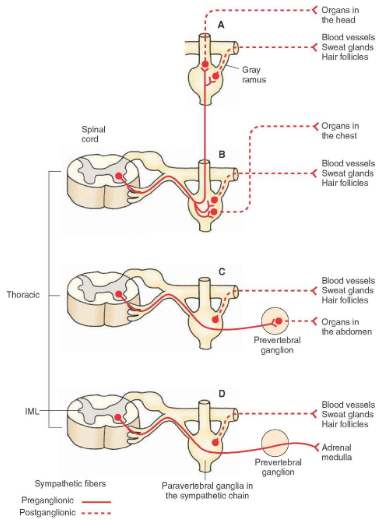 Organs in
the head
A
Blood vessels
Sweat glands
Hair follicles
Gray
ramus
Organs in
the chest
Spinal
cord
B
Blood vessels
Sweat glands
Hair follicles
C
Blood vessels
Sweat glands
Hair follicles
Thoracic
Organs in
the abdomen
Prevertebral
ganglion
D
Blood vessels
Sweat glands
Hair follicles
IML
Adrenal
medulla
Prevertebral
ganglion
Sympathetic fibers
Paravertebral ganglia in
the sympathetic chain
Preganglionic
Postganglionic